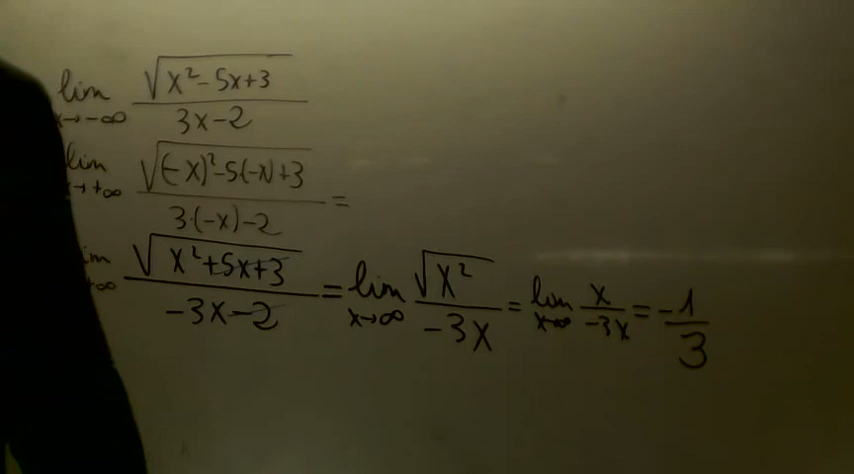 lim x→-∞ √(x²-5x+3) / (3x-2)
lim x→+∞ √((-x)²-5(-x)+3) / (3·(-x)-2) =
im +∞ √(x²+5x+3) / (-3x-2) = lim x→∞ √(x²) / (-3x) = lim x→∞ x / (-3x) = -1/3